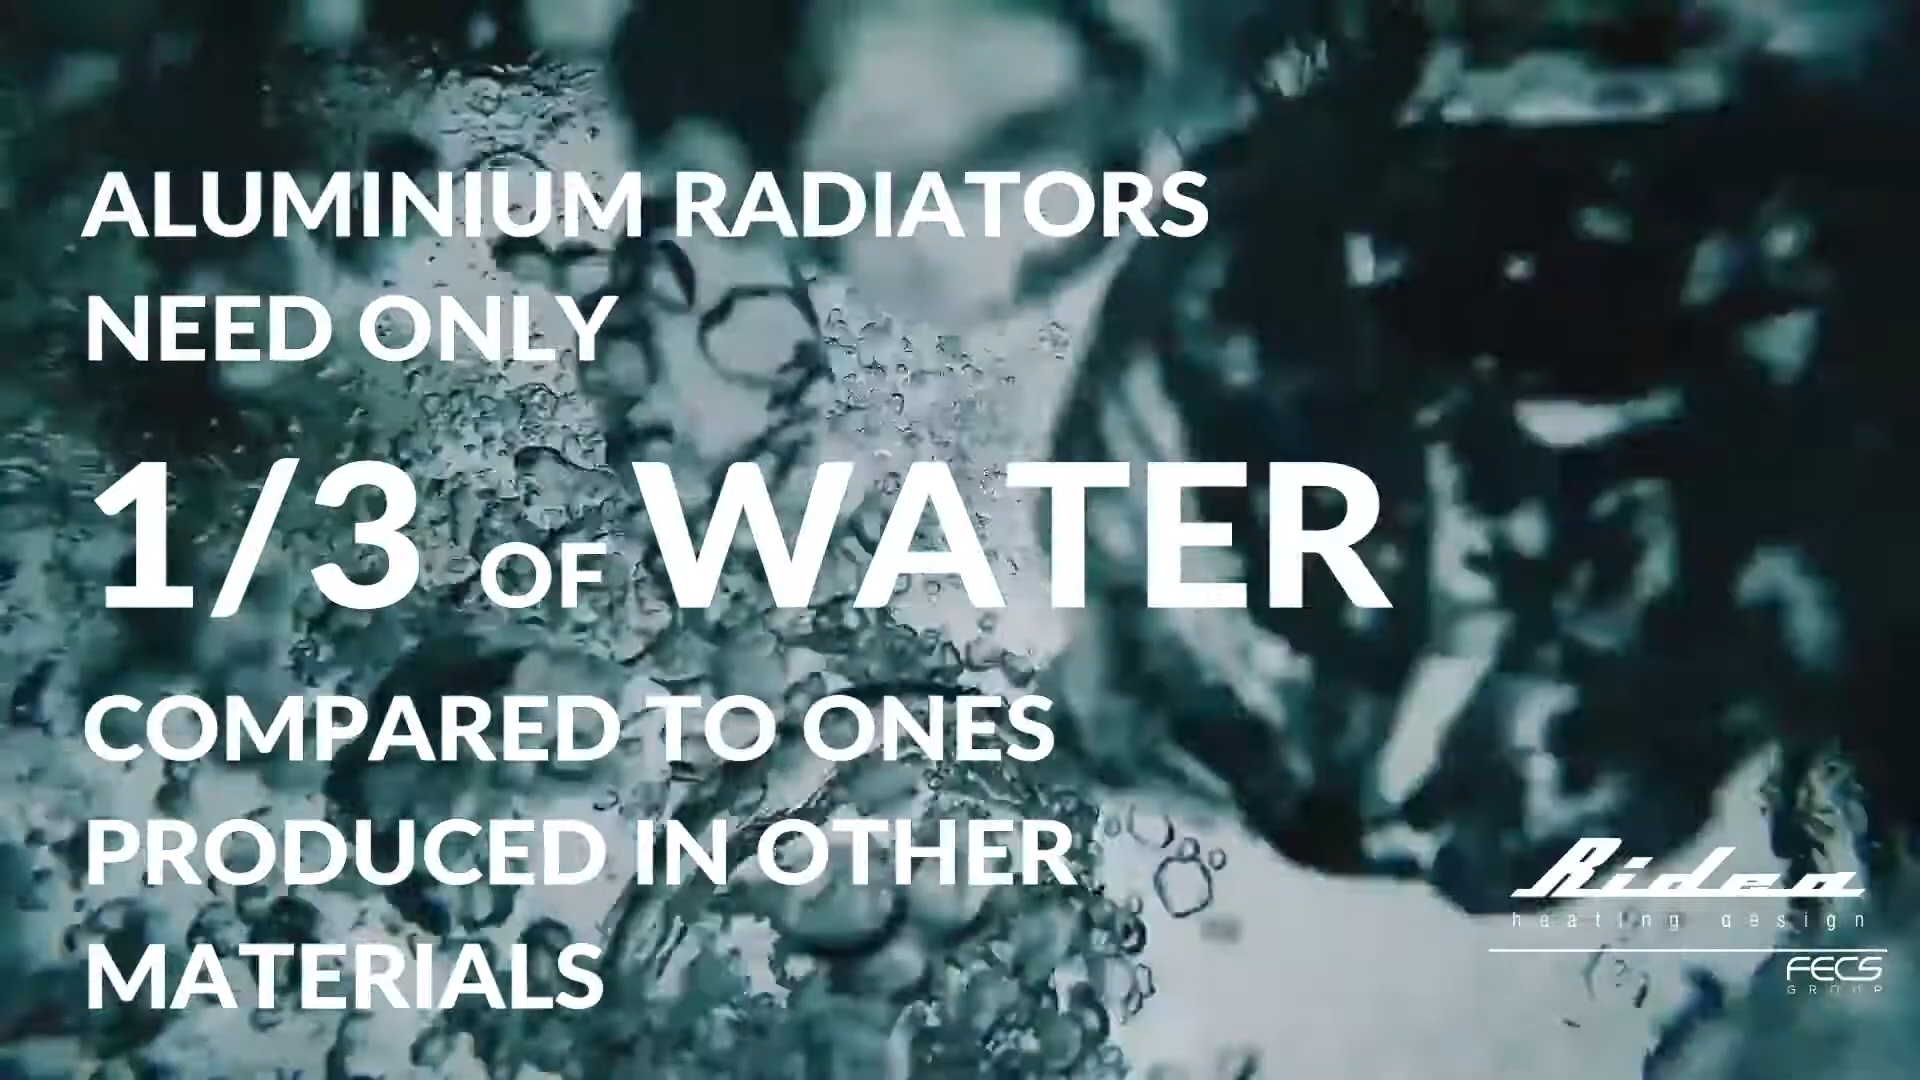 ALUMINIUM RADIATORS
NEED ONLY
1/3 OF WATER
COMPARED TO ONES
PRODUCED IN OTHER
MATERIALS
Ridea
heating design
FECS
GROUP